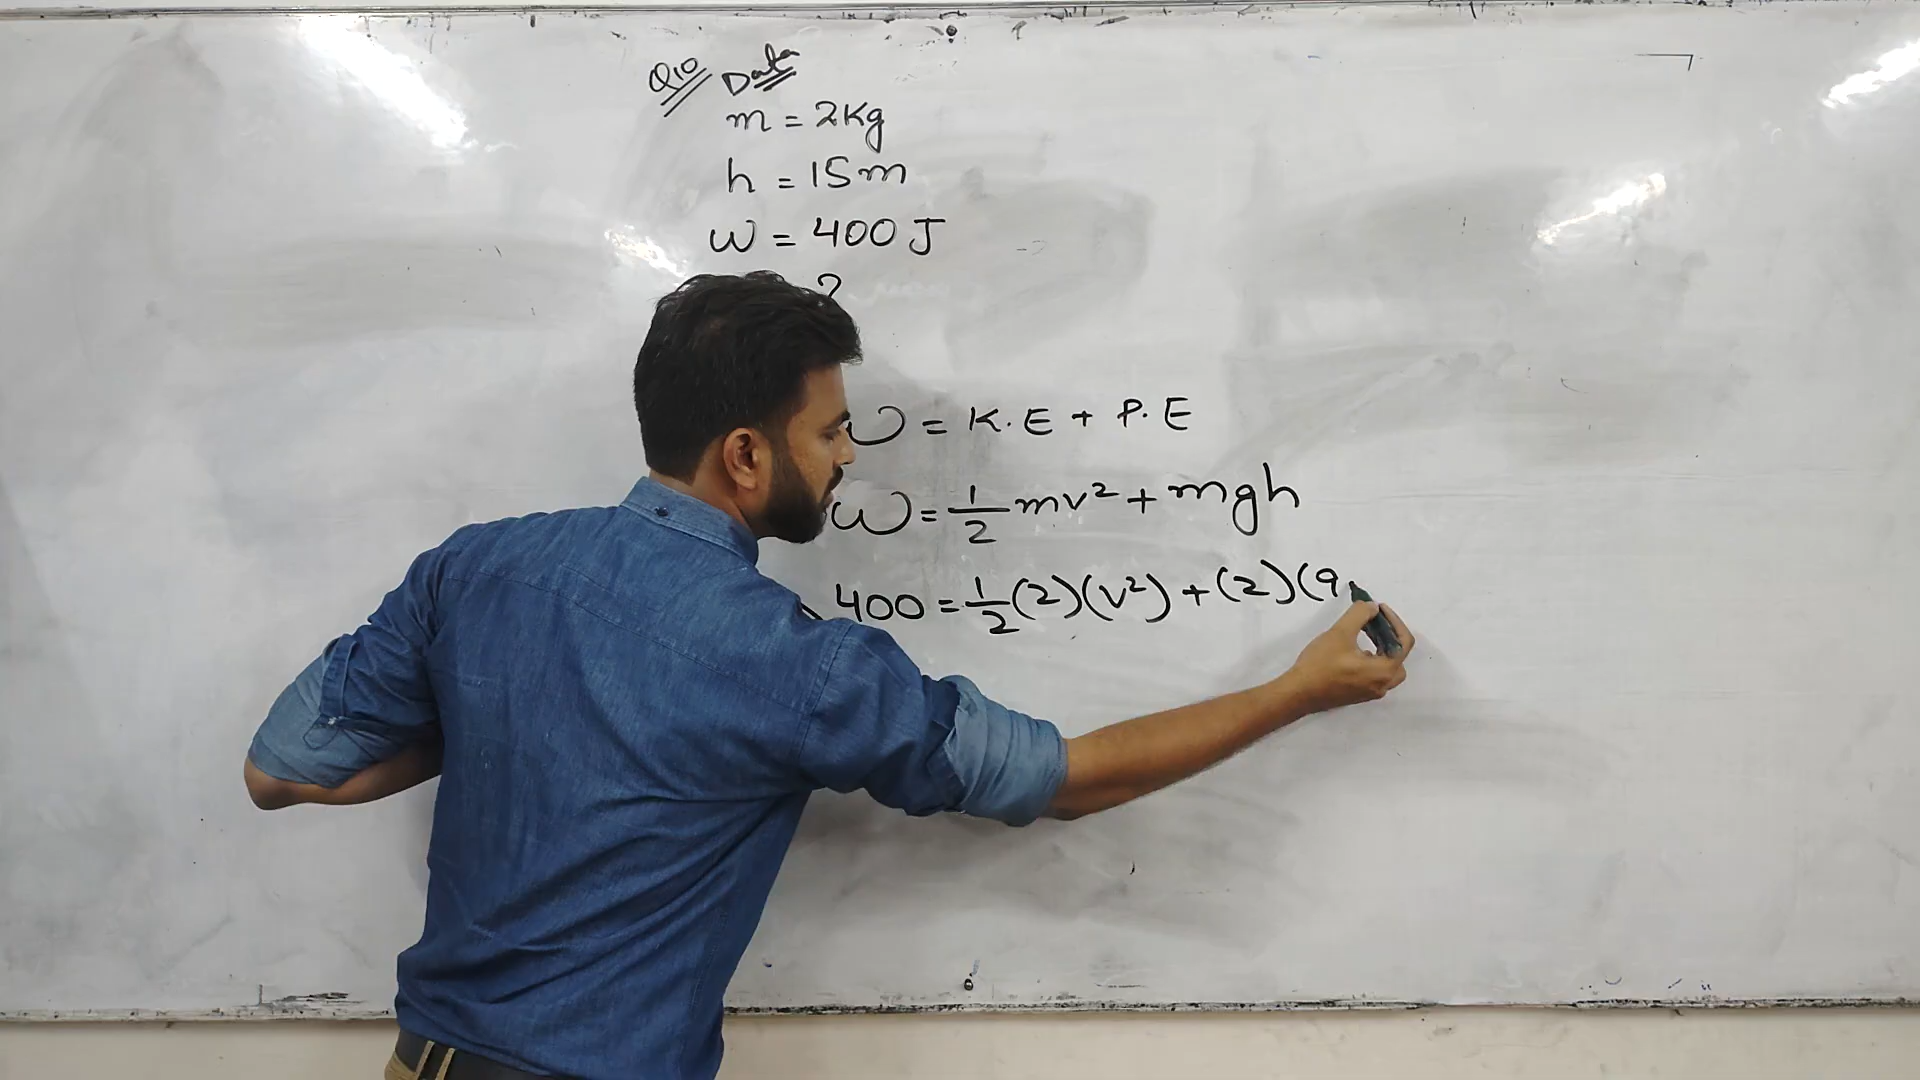 Q10 Data
m = 2Kg
h = 15m
W = 400 J
?
W = K.E + P.E
W = 1/2 mv² + mgh
400 = 1/2 (2)(v²) + (2)(9